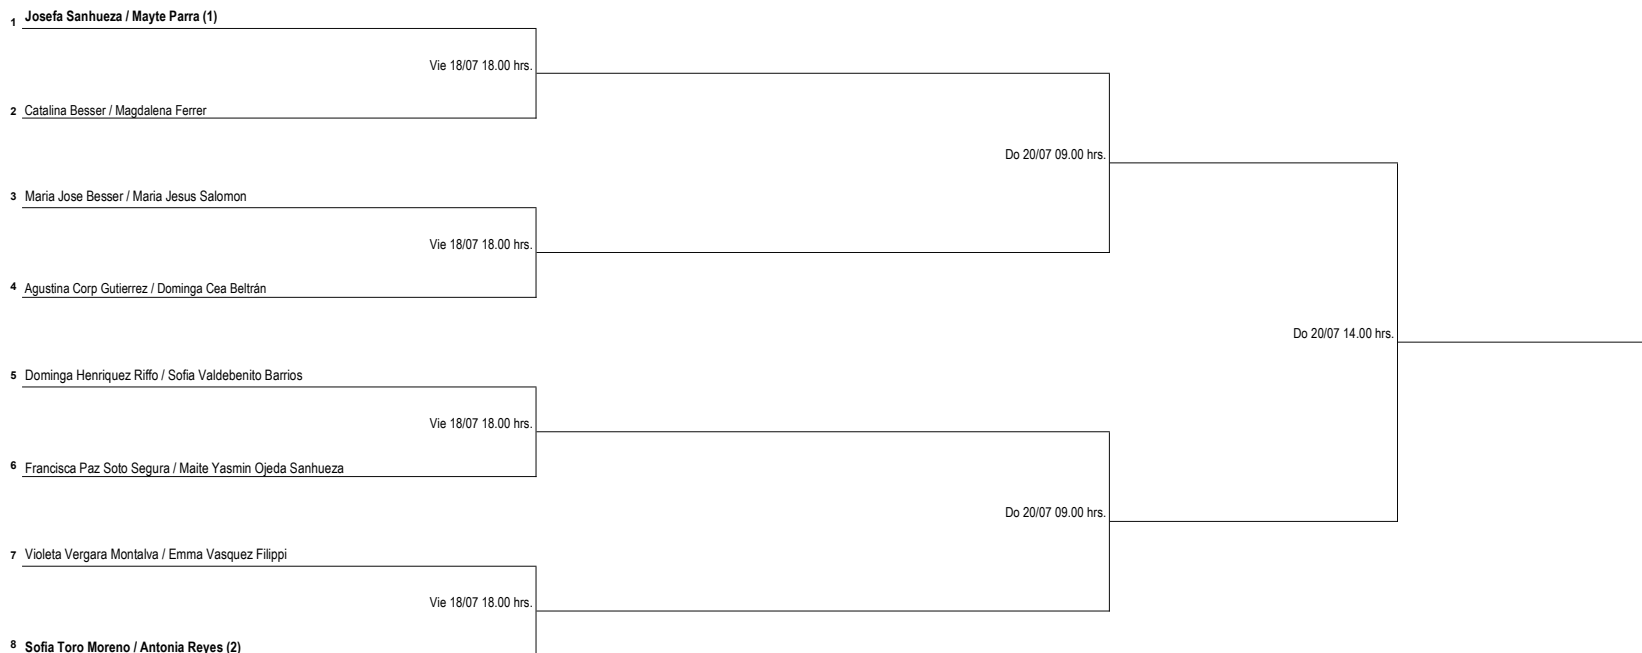 1 Josefa Sanhueza / Mayte Parra (1)
Vie 18/07 18.00 hrs.
2 Catalina Besser / Magdalena Ferrer
Do 20/07 09.00 hrs.
3 Maria Jose Besser / Maria Jesus Salomon
Vie 18/07 18.00 hrs.
4 Agustina Corp Gutierrez / Dominga Cea Beltrán
Do 20/07 14.00 hrs.
5 Dominga Henriquez Riffo / Sofia Valdebenito Barrios
Vie 18/07 18.00 hrs.
6 Francisca Paz Soto Segura / Maite Yasmin Ojeda Sanhueza
Do 20/07 09.00 hrs.
7 Violeta Vergara Montalva / Emma Vasquez Filippi
Vie 18/07 18.00 hrs.
8 Sofia Toro Moreno / Antonia Reyes (2)